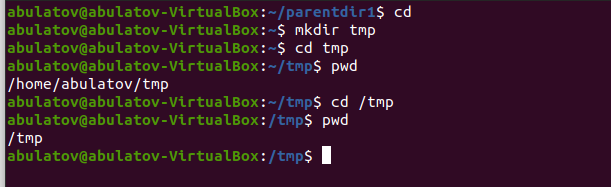 abulatov@abulatov-VirtualBox:~/parentdir1$ cd
abulatov@abulatov-VirtualBox:~$ mkdir tmp
abulatov@abulatov-VirtualBox:~$ cd tmp
abulatov@abulatov-VirtualBox:~/tmp$ pwd
/home/abulatov/tmp
abulatov@abulatov-VirtualBox:~/tmp$ cd /tmp
abulatov@abulatov-VirtualBox:/tmp$ pwd
/tmp
abulatov@abulatov-VirtualBox:/tmp$